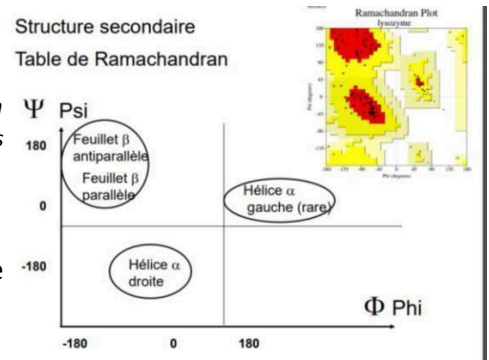 Structure secondaire
Table de Ramachandran
Ramachandran Plot
lysozyme
Ψ Psi
180
0
-180
Feuillet β
antiparallèle
Feuillet β
parallèle
Hélice α
gauche (rare)
Hélice α
droite
Φ Phi
-180 0 180